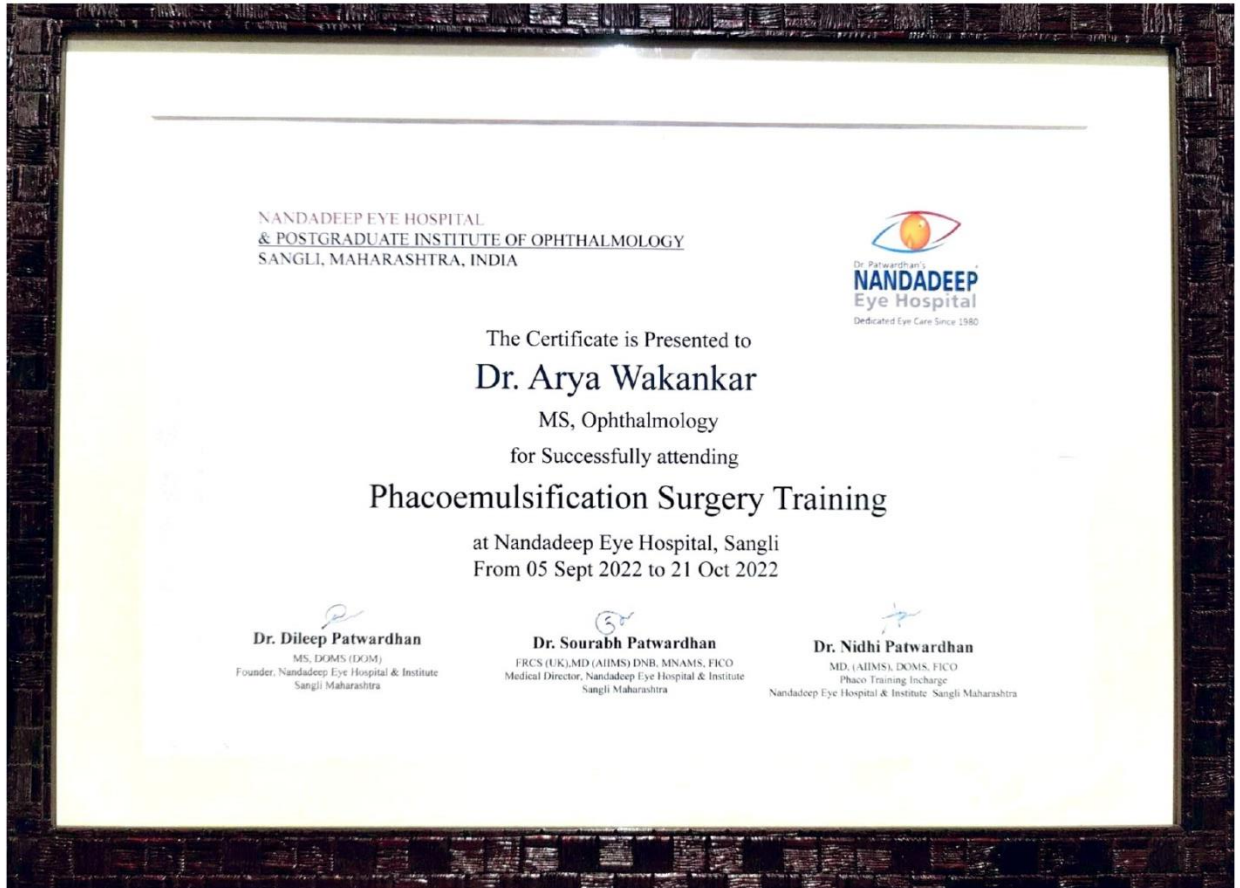 NANDADEEP EYE HOSPITAL
& POSTGRADUATE INSTITUTE OF OPHTHALMOLOGY
SANGLI, MAHARASHTRA, INDIA
Dr. Patwardhan's
NANDADEEP
Eye Hospital
Dedicated Eye Care Since 1980
The Certificate is Presented to
Dr. Arya Wakankar
MS, Ophthalmology
for Successfully attending
Phacoemulsification Surgery Training
at Nandadeep Eye Hospital, Sangli
From 05 Sept 2022 to 21 Oct 2022
Dr. Dileep Patwardhan
MS, DOMS (DOM)
Founder, Nandadeep Eye Hospital & Institute
Sangli Maharashtra
Dr. Sourabh Patwardhan
FRCS (UK),MD (AIIMS) DNB, MNAMS, FICO
Medical Director, Nandadeep Eye Hospital & Institute
Sangli Maharashtra
Dr. Nidhi Patwardhan
MD, (AIIMS), DOMS, FICO
Phaco Training Incharge
Nandadeep Eye Hospital & Institute Sangli Maharashtra